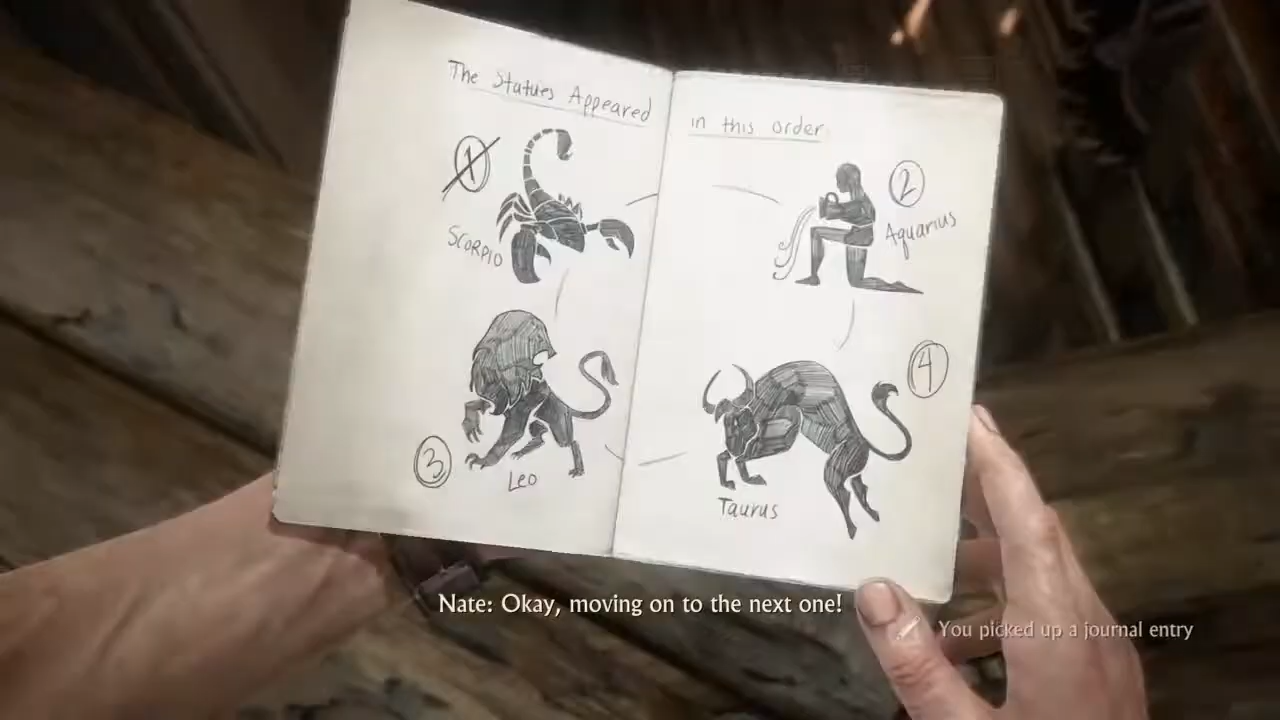 The Statues Appeared
in this order
1
SCORPIO
2
Aquarius
3
Leo
4
Taurus
Nate: Okay, moving on to the next one!
You picked up a journal entry